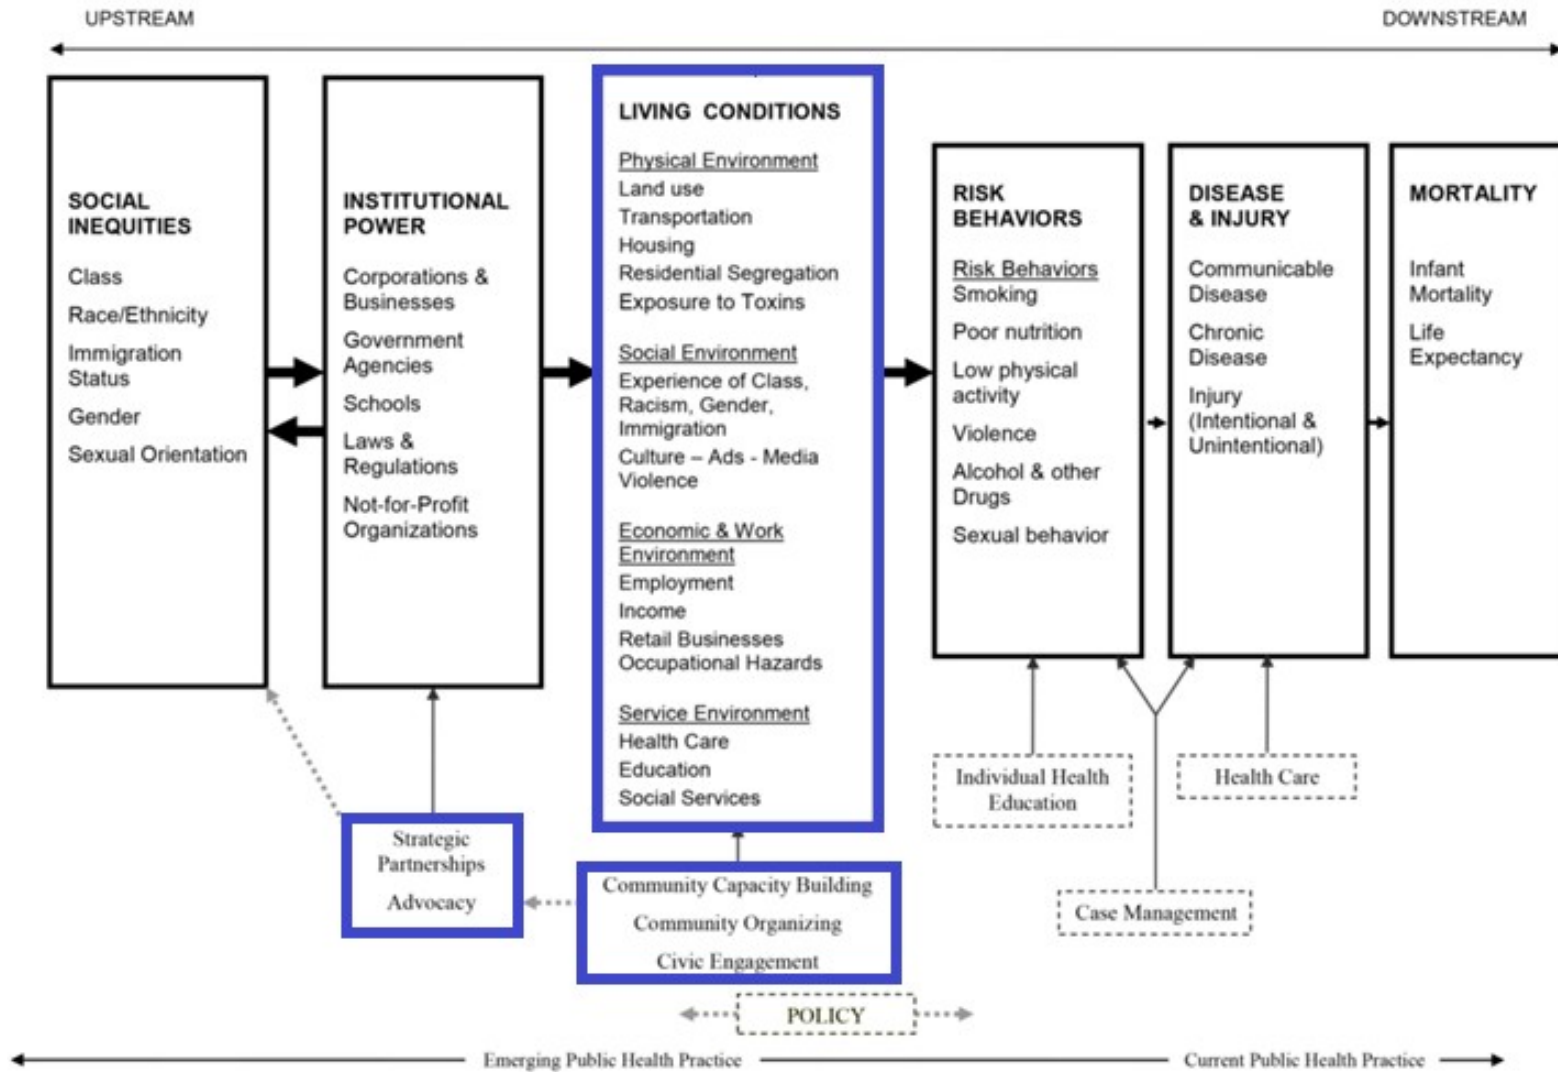 UPSTREAM
DOWNSTREAM
SOCIAL
INEQUITIES
Class
Race/Ethnicity
Immigration
Status
Gender
Sexual Orientation
INSTITUTIONAL
POWER
Corporations &
Businesses
Government
Agencies
Schools
Laws &
Regulations
Not-for-Profit
Organizations
LIVING CONDITIONS
Physical Environment
Land use
Transportation
Housing
Residential Segregation
Exposure to Toxins
Social Environment
Experience of Class,
Racism, Gender,
Immigration
Culture – Ads - Media
Violence
Economic & Work
Environment
Employment
Income
Retail Businesses
Occupational Hazards
Service Environment
Health Care
Education
Social Services
RISK
BEHAVIORS
Risk Behaviors
Smoking
Poor nutrition
Low physical
activity
Violence
Alcohol & other
Drugs
Sexual behavior
DISEASE
& INJURY
Communicable
Disease
Chronic
Disease
Injury
(Intentional &
Unintentional)
MORTALITY
Infant
Mortality
Life
Expectancy
Strategic
Partnerships
Advocacy
Community Capacity Building
Community Organizing
Civic Engagement
Individual Health
Education
Health Care
Case Management
POLICY
Emerging Public Health Practice
Current Public Health Practice